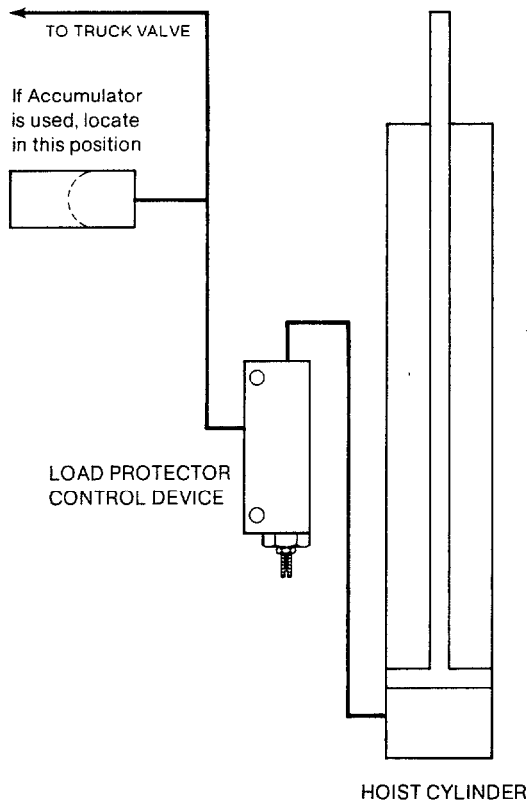 TO TRUCK VALVE
If Accumulator
is used, locate
in this position
LOAD PROTECTOR
CONTROL DEVICE
HOIST CYLINDER